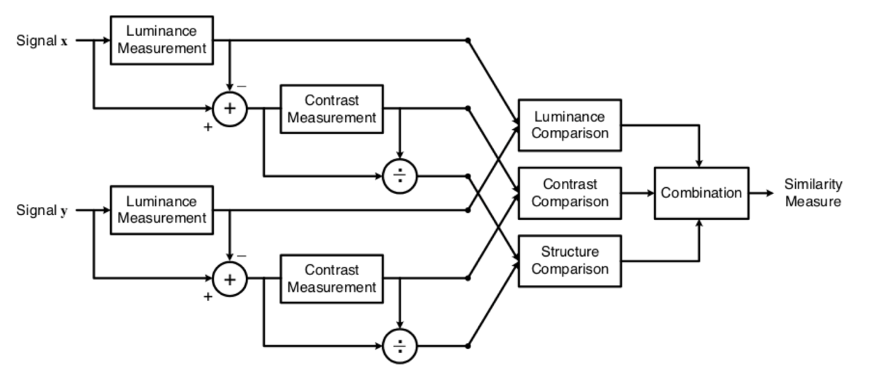 Signal x
Luminance
Measurement
−
+
+
Contrast
Measurement
÷
Luminance
Comparison
Contrast
Comparison
Structure
Comparison
Combination
Similarity
Measure
Signal y
Luminance
Measurement
−
+
+
Contrast
Measurement
÷